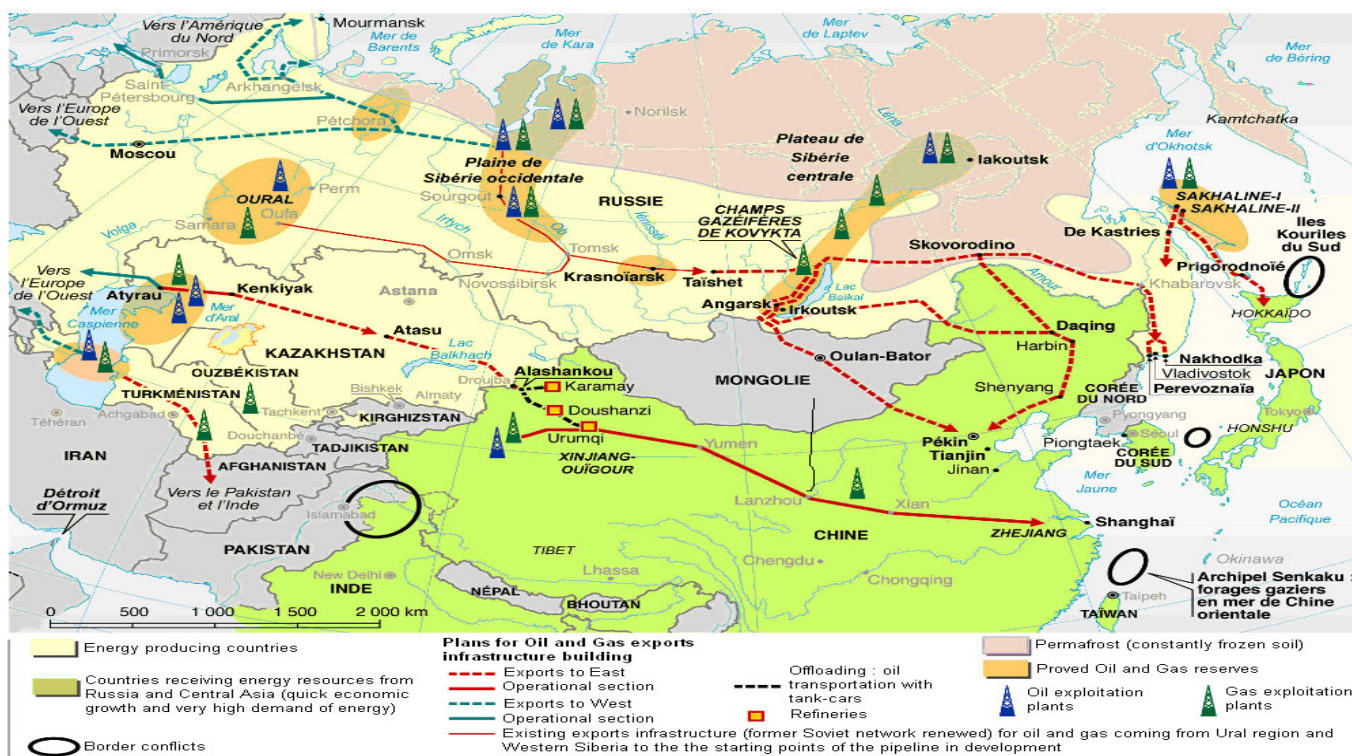 Vers l'Amérique
du Nord
Primorsk
Mourmansk
Mer de
Barents
Mer
de Kara
Mer
de Laptev
Mer
de Béring
Saint
Pétersbourg
Arkhangelsk
Norilsk
Léna
Kamtchatka
Vers l'Europe
de l'Ouest
Pétchora
Moscou
Plateau de
Sibérie
centrale
Mer
d'Okhotsk
Iakoutsk
Plaine de
Sibérie occidentale
OURAL
Perm
Sourgout
RUSSIE
SAKHALINE-I
SAKHALINE-II
Oufa
Samara
Volga
Irtych
Ob
Iénisséi
CHAMPS
GAZÉIFÈRES
DE KOVYKTA
De Kastries
Iles
Kouriles
du Sud
Omsk
Tomsk
Skovorodino
Vers
l'Europe
de l'Ouest
Novossibirsk
Krasnoïarsk
Taïshet
Prigorodnoïé
Atyrau
Kenkiyak
Astana
Angarsk
Irkoutsk
Lac
Baïkal
Amour
Khabarovsk
Mer
Caspienne
Mer
d'Aral
Atasu
HOKKAÏDO
Daqing
Harbin
KAZAKHSTAN
Lac
Balkhach
Oulan-Bator
Nakhodka
Vladivostok
Perevoznaïa
JAPON
OUZBÉKISTAN
Alashankou
Droujba
Karamay
MONGOLIE
Shenyang
CORÉE
DU NORD
TURKMÉNISTAN
Bichkek
Almaty
Téhéran
Achgabad
Tachkent
KIRGHIZSTAN
Doushanzi
Pyongyang
Tokyo
Douchanbé
Urumqi
Yumen
Pékin
Tianjin
Piongtaek
Séoul
HONSHU
IRAN
TADJIKISTAN
XINJIANG-
OUÏGOUR
Jinan
CORÉE
DU SUD
AFGHANISTAN
Mer
Jaune
Vers le Pakistan
et l'Inde
Lanzhou
Xian
Océan
Pacifique
Détroit
d'Ormuz
Islamabad
CHINE
Shanghaï
ZHEJIANG
PAKISTAN
TIBET
Chengdu
Okinawa
New Delhi
Lhassa
Chongqing
INDE
NÉPAL
BHOUTAN
Taïpeh
TAÏWAN
Archipel Senkaku :
forages gaziers
en mer de Chine
orientale
0 500 1 000 1 500 2 000 km
Energy producing countries
Countries receiving energy resources from
Russia and Central Asia (quick economic
growth and very high demand of energy)
Border conflicts
Plans for Oil and Gas exports
infrastructure building
Exports to East
Operational section
Exports to West
Operational section
Existing exports infrastructure (former Soviet network renewed) for oil and gas coming from Ural region and
Western Siberia to the the starting points of the pipeline in development
Offloading : oil
transportation with
tank-cars
Refineries
Permafrost (constantly frozen soil)
Proved Oil and Gas reserves
Oil exploitation
plants
Gas exploitation
plants